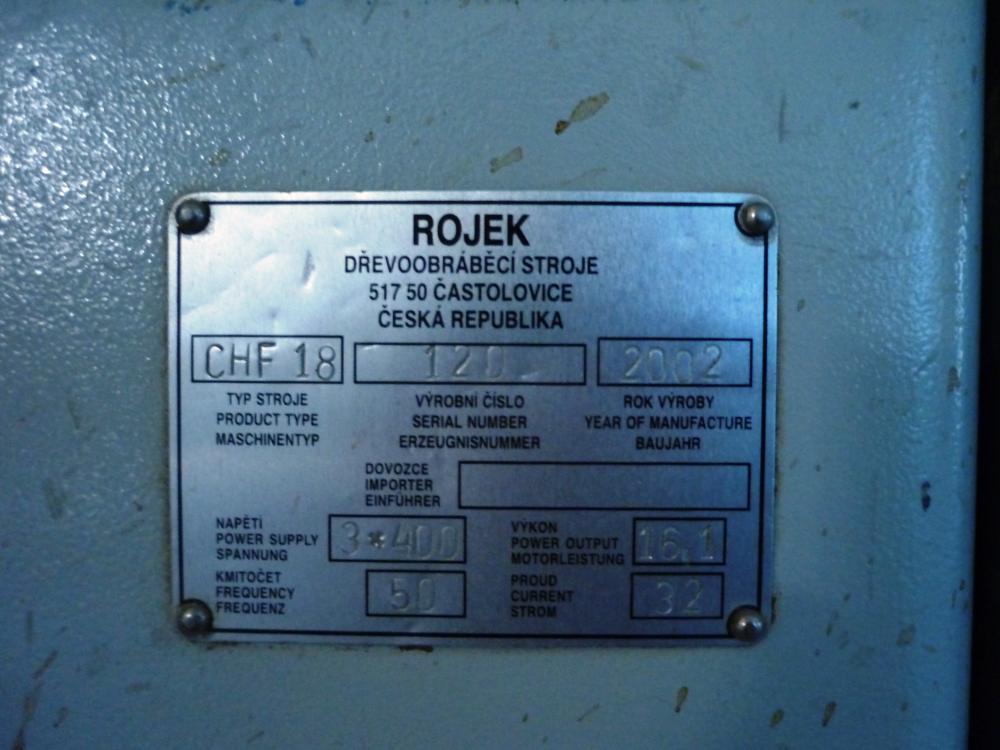 ROJEK
DŘEVOOBRÁBĚCÍ STROJE
517 50 ČASTOLOVICE
ČESKÁ REPUBLIKA
CHF 18 120 2002
TYP STROJE VÝROBNÍ ČÍSLO ROK VÝROBY
PRODUCT TYPE SERIAL NUMBER YEAR OF MANUFACTURE
MASCHINENTYP ERZEUGNISNUMMER BAUJAHR
DOVOZCE
IMPORTER
EINFÜHRER
NAPĚTÍ
POWER SUPPLY
SPANNUNG
3*400
VÝKON
POWER OUTPUT
MOTORLEISTUNG
16,1
KMITOČET
FREQUENCY
FREQUENZ
50
PROUD
CURRENT
STROM
32